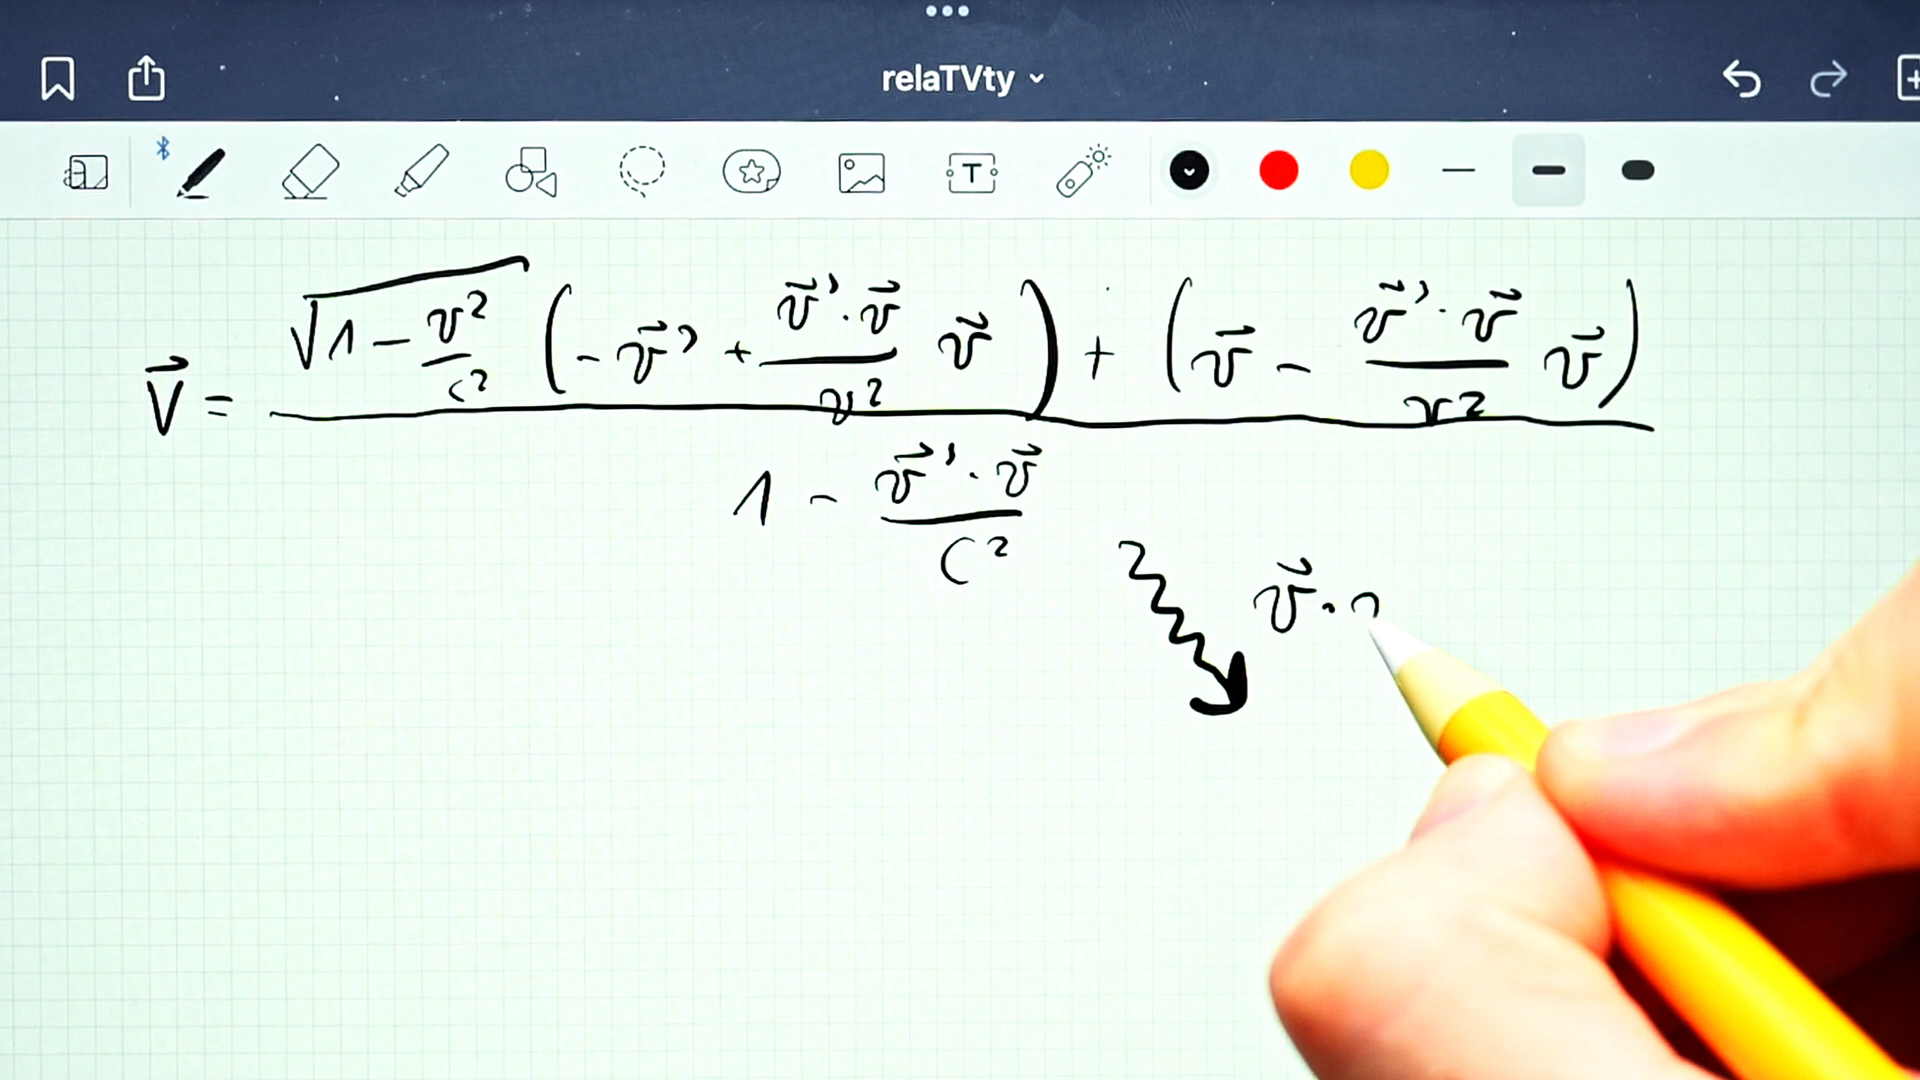 relaTVty
T
V⃗ = (√(1 - v²/c²) (-v⃗' + (v⃗'·v⃗)/v² v⃗) + (v⃗ - (v⃗'·v⃗)/v² v⃗)) / (1 - (v⃗'·v⃗)/c²)
v⃗ ·